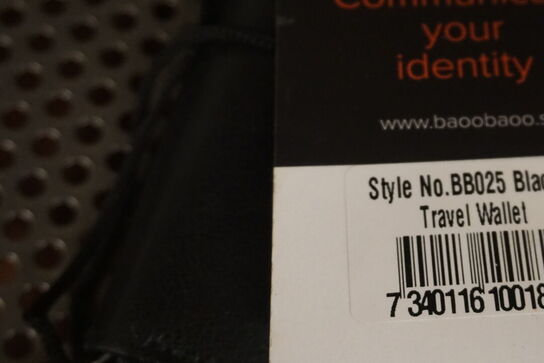 your
identity
www.baoobaoo.s
Style No.BB025 Blac
Travel Wallet
7 340116 10018